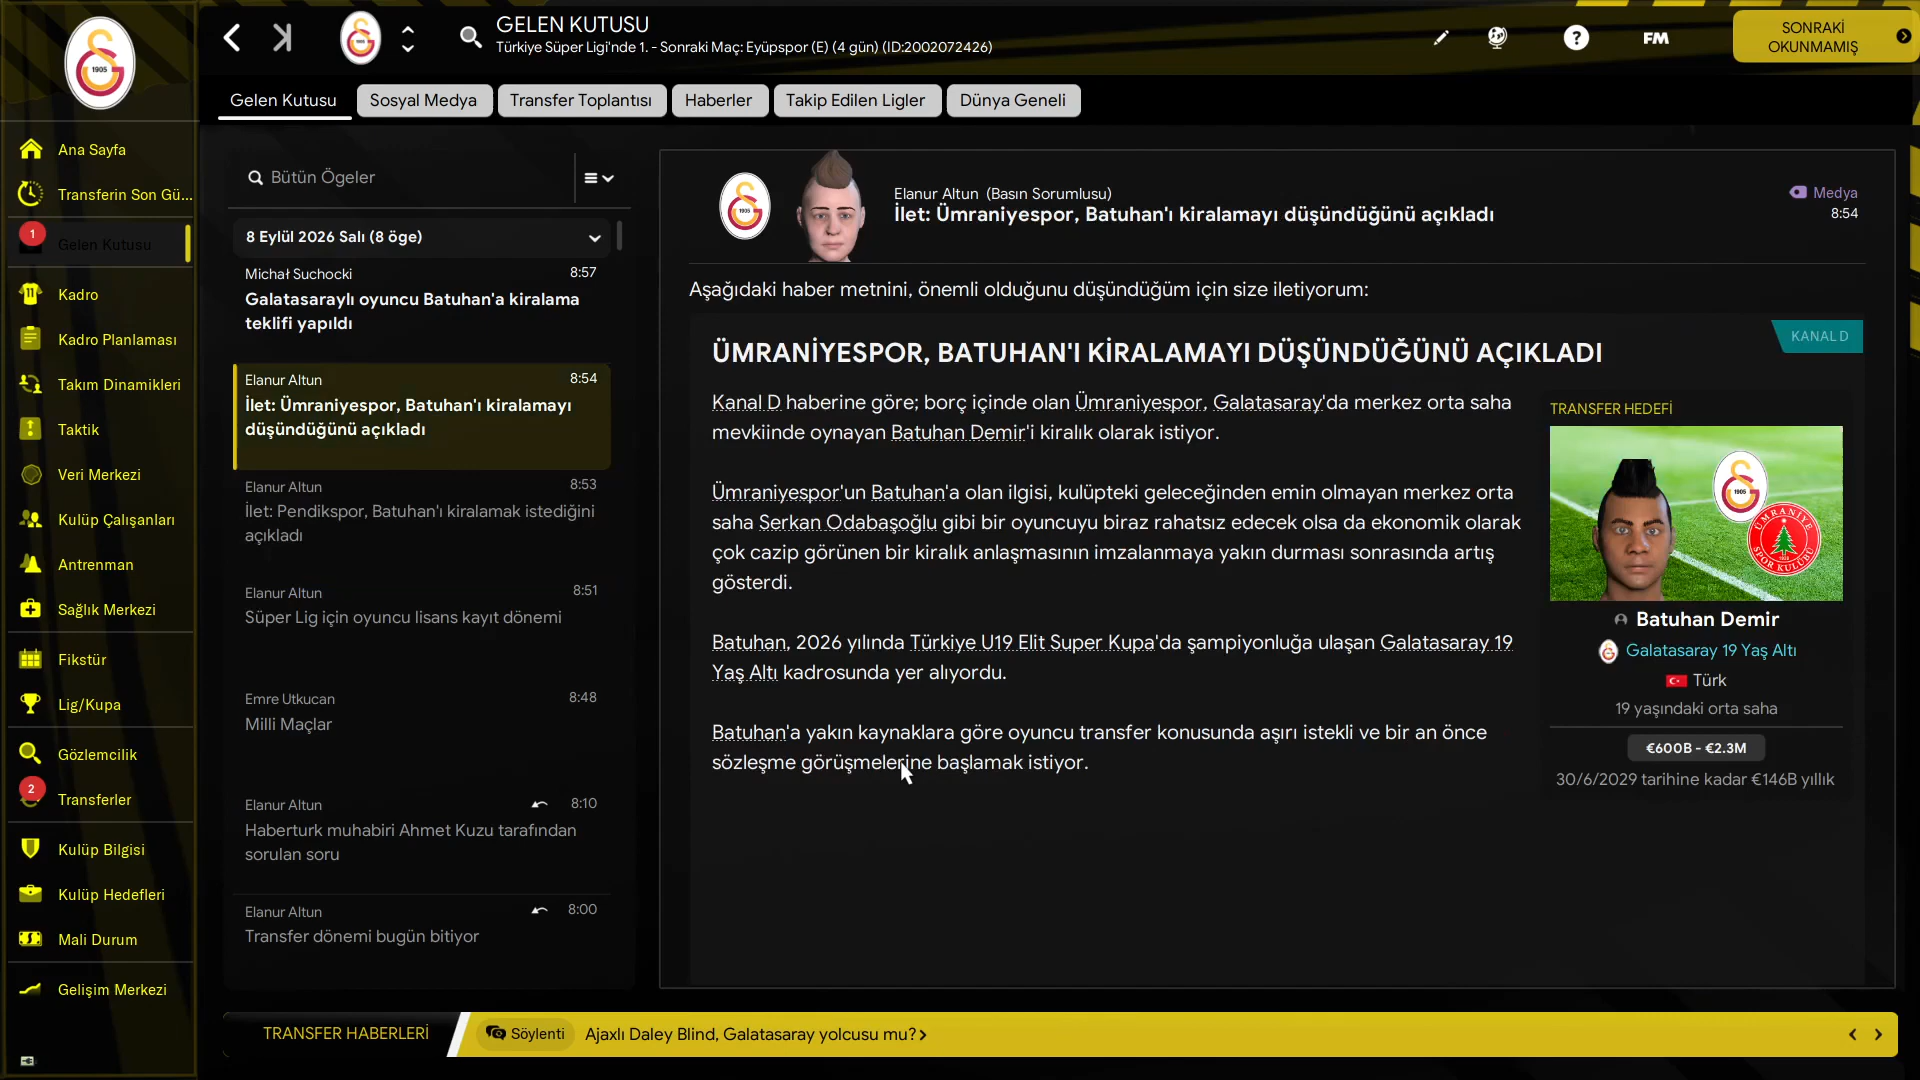 GELEN KUTUSU
Türkiye Süper Ligi'nde 1. - Sonraki Maç: Eyüpspor (E) (4 gün) (ID:2002072426)
FM
SONRAKİ
OKUNMAMIŞ
Gelen Kutusu
Sosyal Medya
Transfer Toplantısı
Haberler
Takip Edilen Ligler
Dünya Geneli
1905
Ana Sayfa
Transferin Son Gü...
1
Gelen Kutusu
Kadro
Kadro Planlaması
Takım Dinamikleri
Taktik
Veri Merkezi
Kulüp Çalışanları
Antrenman
Sağlık Merkezi
Fikstür
Lig/Kupa
Gözlemcilik
2
Transferler
Kulüp Bilgisi
Kulüp Hedefleri
Mali Durum
Gelişim Merkezi
Bütün Ögeler
8 Eylül 2026 Salı (8 öge)
Michał Suchocki 8:57
Galatasaraylı oyuncu Batuhan'a kiralama
teklifi yapıldı
Elanur Altun 8:54
İlet: Ümraniyespor, Batuhan'ı kiralamayı
düşündüğünü açıkladı
Elanur Altun 8:53
İlet: Pendikspor, Batuhan'ı kiralamak istediğini
açıkladı
Elanur Altun 8:51
Süper Lig için oyuncu lisans kayıt dönemi
Emre Utkucan 8:48
Milli Maçlar
Elanur Altun 8:10
Haberturk muhabiri Ahmet Kuzu tarafından
sorulan soru
Elanur Altun 8:00
Transfer dönemi bugün bitiyor
1905
Elanur Altun (Basın Sorumlusu)
İlet: Ümraniyespor, Batuhan'ı kiralamayı düşündüğünü açıkladı
Medya
8:54
Aşağıdaki haber metnini, önemli olduğunu düşündüğüm için size iletiyorum:
KANAL D
ÜMRANİYESPOR, BATUHAN'I KİRALAMAYI DÜŞÜNDÜĞÜNÜ AÇIKLADI
Kanal D haberine göre; borç içinde olan Ümraniyespor, Galatasaray'da merkez orta saha
mevkiinde oynayan Batuhan Demir'i kiralık olarak istiyor.
Ümraniyespor'un Batuhan'a olan ilgisi, kulüpteki geleceğinden emin olmayan merkez orta
saha Serkan Odabaşoğlu gibi bir oyuncuyu biraz rahatsız edecek olsa da ekonomik olarak
çok cazip görünen bir kiralık anlaşmasının imzalanmaya yakın durması sonrasında artış
gösterdi.
Batuhan, 2026 yılında Türkiye U19 Elit Super Kupa'da şampiyonluğa ulaşan Galatasaray 19
Yaş Altı kadrosunda yer alıyordu.
Batuhan'a yakın kaynaklara göre oyuncu transfer konusunda aşırı istekli ve bir an önce
sözleşme görüşmelerine başlamak istiyor.
TRANSFER HEDEFİ
1905
ÜMRANİYE
SPOR KULÜBÜ
Batuhan Demir
Galatasaray 19 Yaş Altı
Türk
19 yaşındaki orta saha
€600B - €2.3M
30/6/2029 tarihine kadar €146B yıllık
TRANSFER HABERLERİ
Söylenti
Ajaxlı Daley Blind, Galatasaray yolcusu mu?